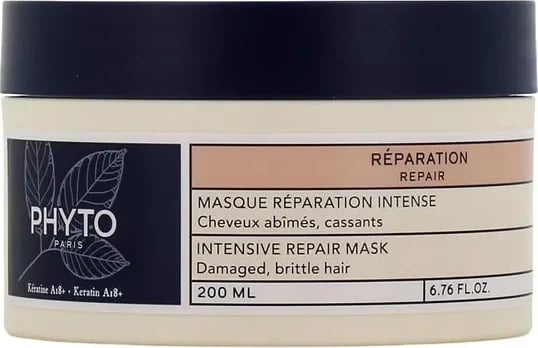 PHYTO
PARIS
Kératine A18+ • Keratin A18+
RÉPARATION
REPAIR
MASQUE RÉPARATION INTENSE
Cheveux abîmés, cassants
INTENSIVE REPAIR MASK
Damaged, brittle hair
200 ML 6.76 FL.OZ.